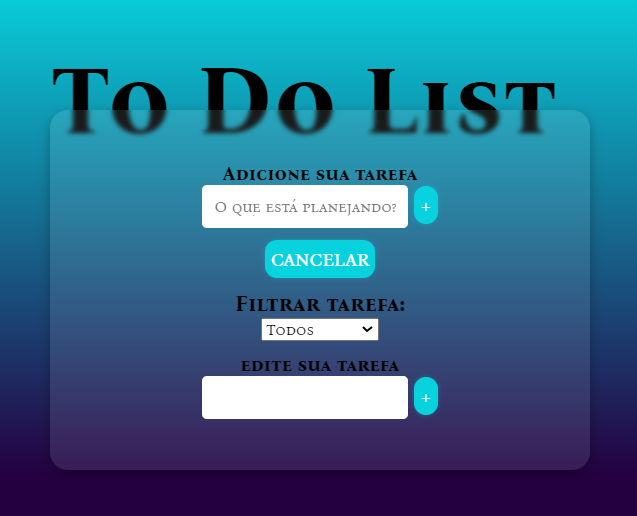 To Do List
Adicione sua tarefa
O que está planejando?
+
CANCELAR
Filtrar tarefa:
Todos
edite sua tarefa
+